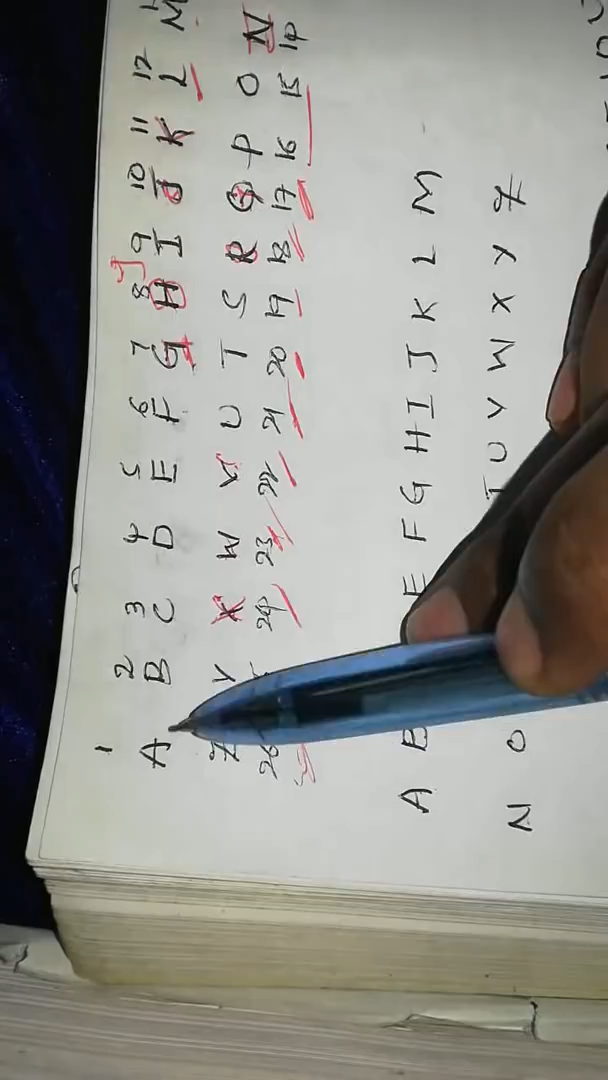 1 2 3 4 5 6 7 8 9 10 11 12
A B C D E F G H I J K L M
Z Y X W V U T S R Q P O N
26 24 23 22 21 20 19 18 17 16 15 14
A B E F G H I J K L M
N O T U V W X Y Z